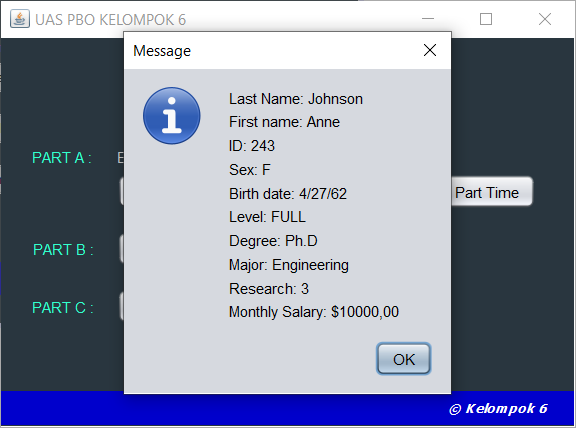 UAS PBO KELOMPOK 6
Message
Last Name: Johnson
First name: Anne
ID: 243
Sex: F
Birth date: 4/27/62
Level: FULL
Degree: Ph.D
Major: Engineering
Research: 3
Monthly Salary: $10000,00
OK
PART A :
Part Time
PART B :
PART C :
© Kelompok 6